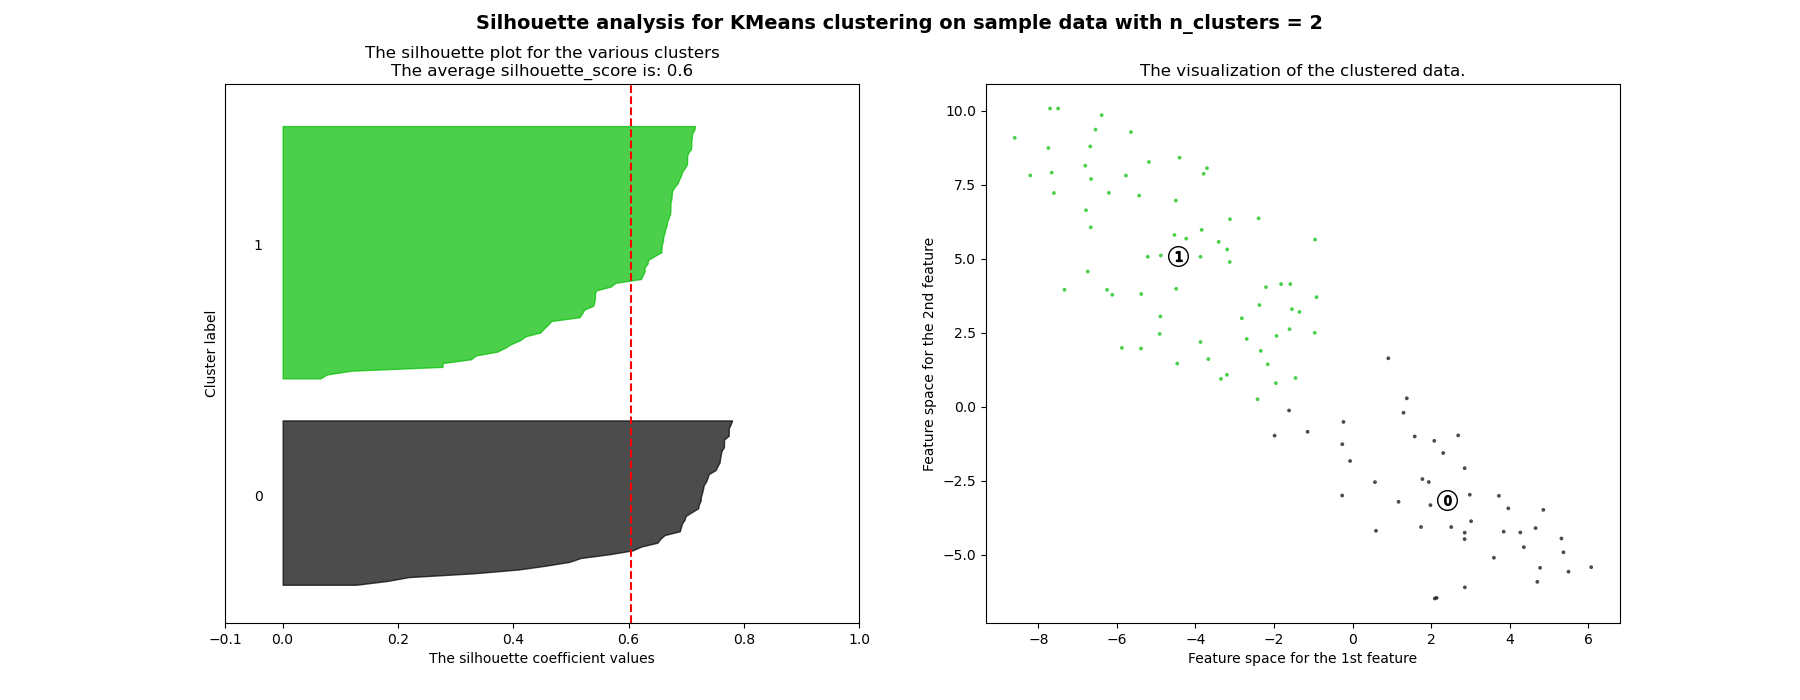 Silhouette analysis for KMeans clustering on sample data with n_clusters = 2
The silhouette plot for the various clusters
The average silhouette_score is: 0.6
Cluster label
1
0
−0.1 0.0 0.2 0.4 0.6 0.8 1.0
The silhouette coefficient values
The visualization of the clustered data.
Feature space for the 2nd feature
10.0
7.5
5.0
2.5
0.0
−2.5
−5.0
1
0
−8 −6 −4 −2 0 2 4 6
Feature space for the 1st feature